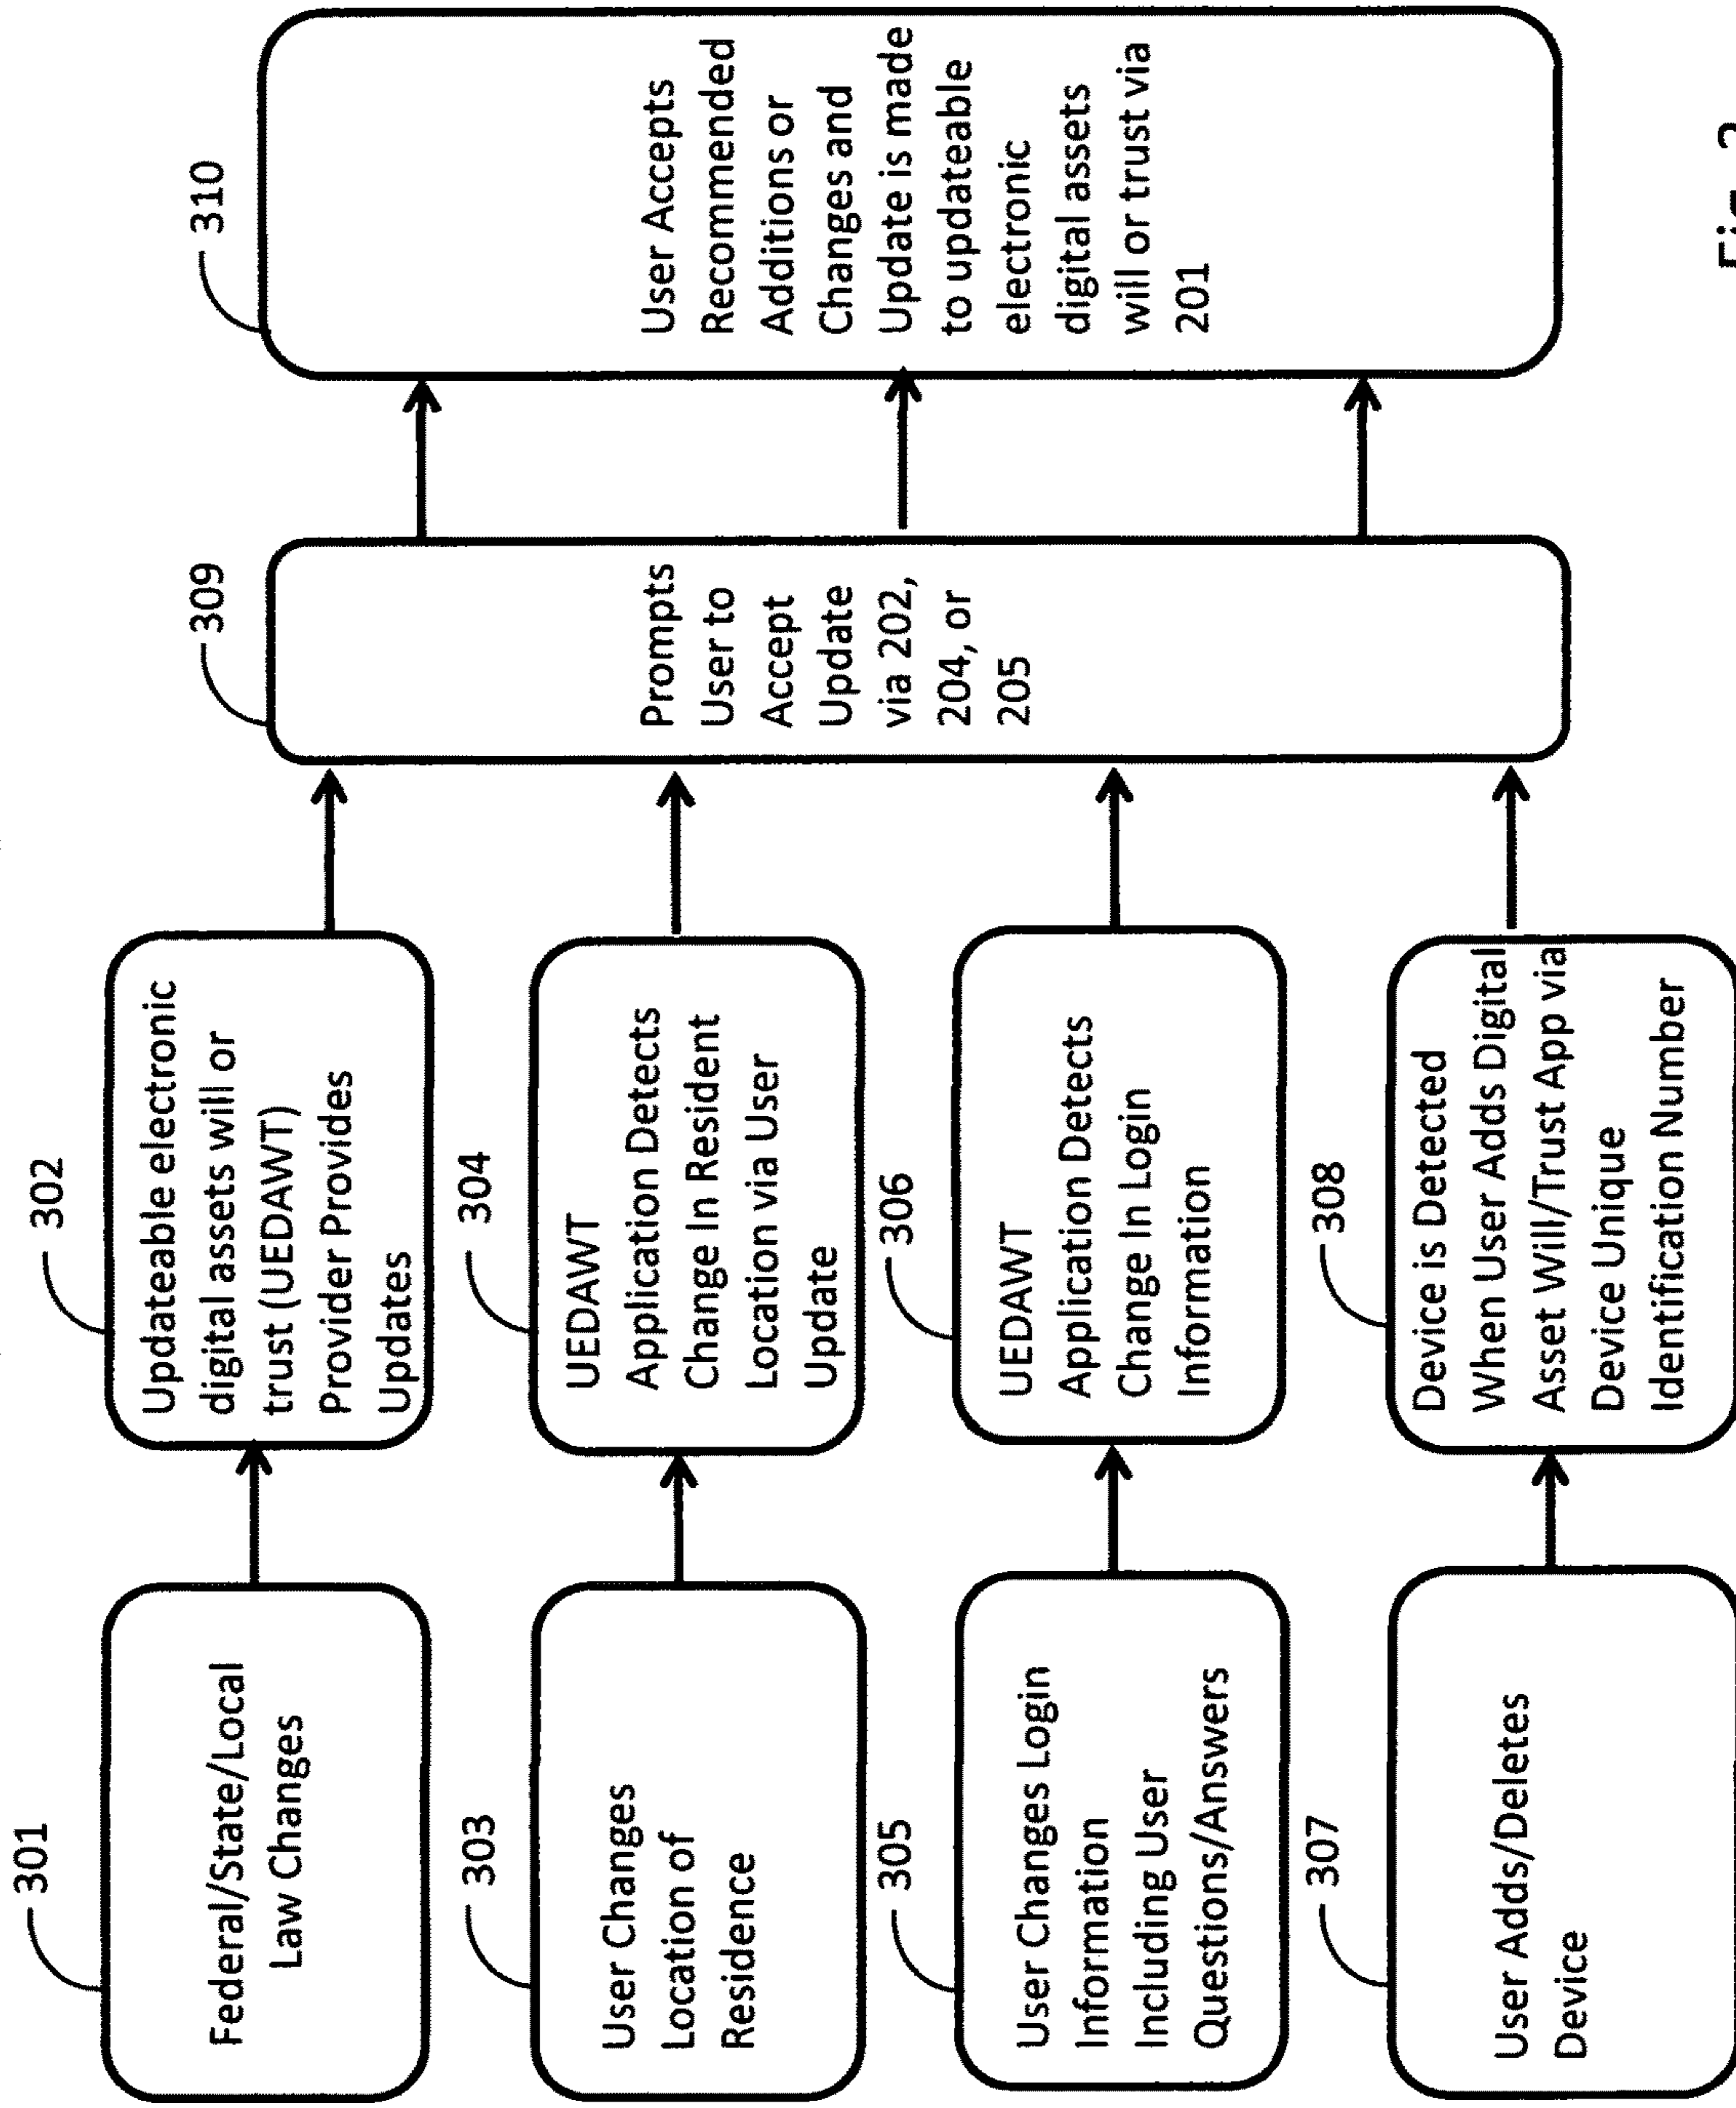 301
Federal/State/Local
Law Changes
302
Updateable electronic
digital assets will or
trust (UEDAWT)
Provider Provides
Updates
303
User Changes
Location of
Residence
304
UEDAWT
Application Detects
Change In Resident
Location via User
Update
305
User Changes Login
Information
Including User
Questions/Answers
306
UEDAWT
Application Detects
Change In Login
Information
307
User Adds/Deletes
Device
308
Device is Detected
When User Adds Digital
Asset Will/Trust App via
Device Unique
Identification Number
309
Prompts
User to
Accept
Update
via 202,
204, or
205
310
User Accepts
Recommended
Additions or
Changes and
Update is made
to updateable
electronic
digital assets
will or trust via
201
Fig